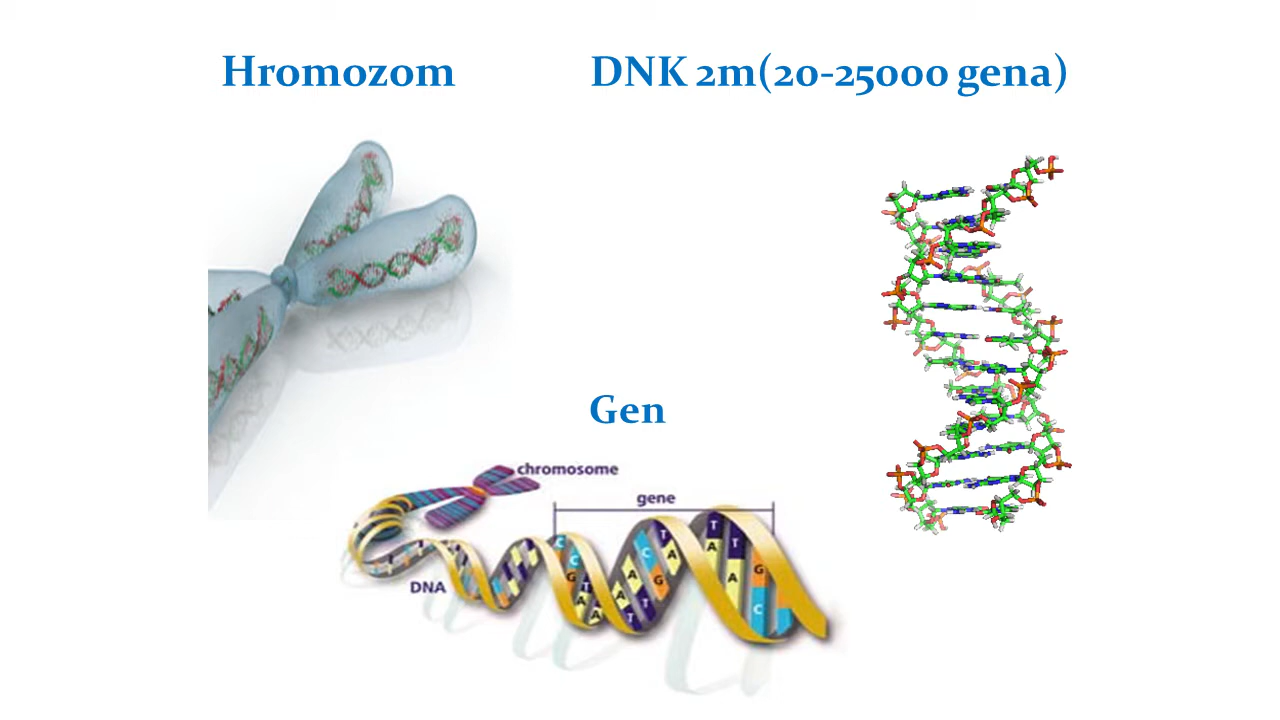 Hromozom
DNK 2m(20-25000 gena)
Gen
chromosome
gene
DNA
C
C
G
T
A
A
A
A
T
C
G
T
T
A
A
T
T
A
G
C